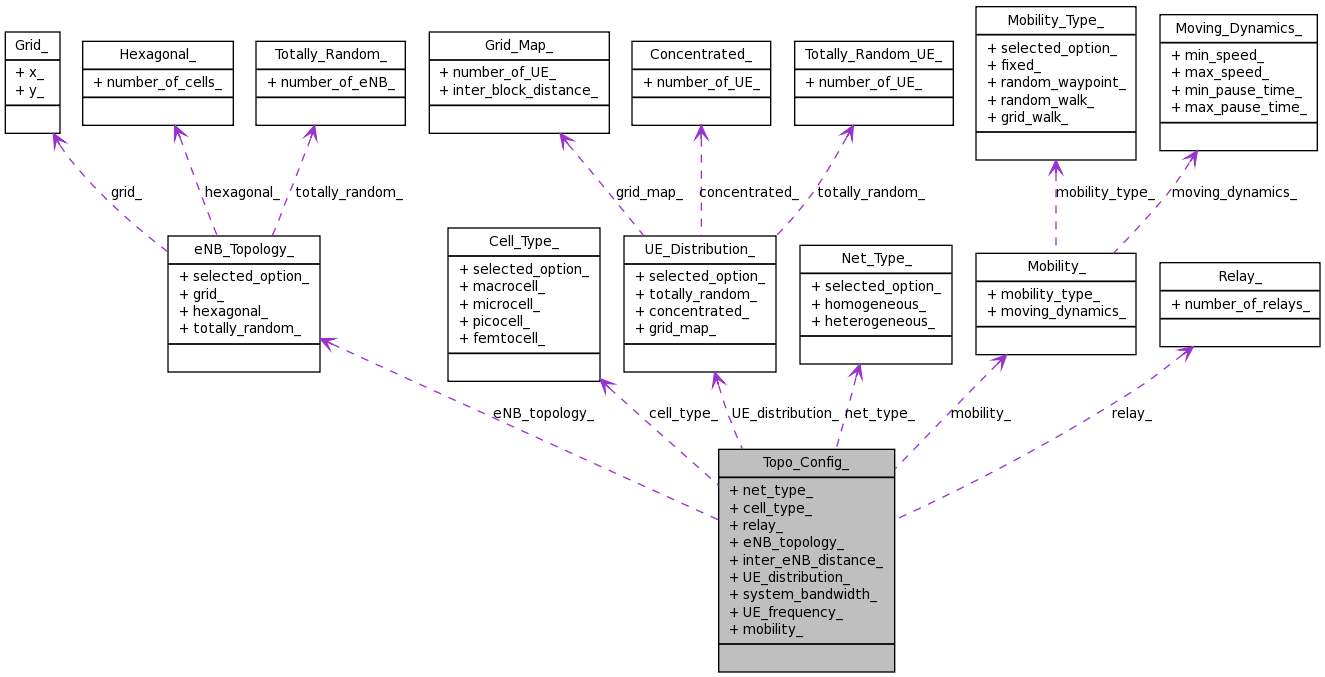 Grid_
+ x_
+ y_
Hexagonal_
+ number_of_cells_
Totally_Random_
+ number_of_eNB_
Grid_Map_
+ number_of_UE_
+ inter_block_distance_
Concentrated_
+ number_of_UE_
Totally_Random_UE_
+ number_of_UE_
Mobility_Type_
+ selected_option_
+ fixed_
+ random_waypoint_
+ random_walk_
+ grid_walk_
Moving_Dynamics_
+ min_speed_
+ max_speed_
+ min_pause_time_
+ max_pause_time_
grid_
hexagonal_
totally_random_
grid_map_
concentrated_
totally_random_
mobility_type_
moving_dynamics_
eNB_Topology_
+ selected_option_
+ grid_
+ hexagonal_
+ totally_random_
Cell_Type_
+ selected_option_
+ macrocell_
+ microcell_
+ picocell_
+ femtocell_
UE_Distribution_
+ selected_option_
+ totally_random_
+ concentrated_
+ grid_map_
Net_Type_
+ selected_option_
+ homogeneous_
+ heterogeneous_
Mobility_
+ mobility_type_
+ moving_dynamics_
Relay_
+ number_of_relays_
eNB_topology_
cell_type_
UE_distribution_
net_type_
mobility_
relay_
Topo_Config_
+ net_type_
+ cell_type_
+ relay_
+ eNB_topology_
+ inter_eNB_distance_
+ UE_distribution_
+ system_bandwidth_
+ UE_frequency_
+ mobility_